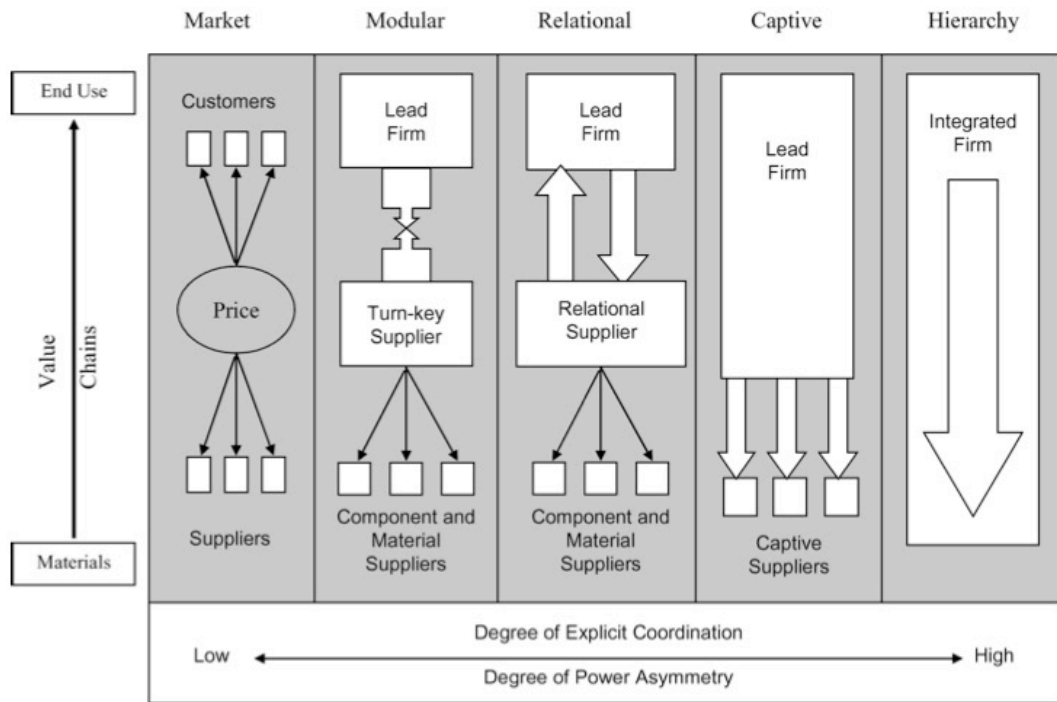 Market
Modular
Relational
Captive
Hierarchy
End Use
Value
Chains
Materials
Customers
Price
Suppliers
Lead
Firm
Turn-key
Supplier
Component and
Material
Suppliers
Lead
Firm
Relational
Supplier
Component and
Material
Suppliers
Lead
Firm
Captive
Suppliers
Integrated
Firm
Degree of Explicit Coordination
Low
High
Degree of Power Asymmetry